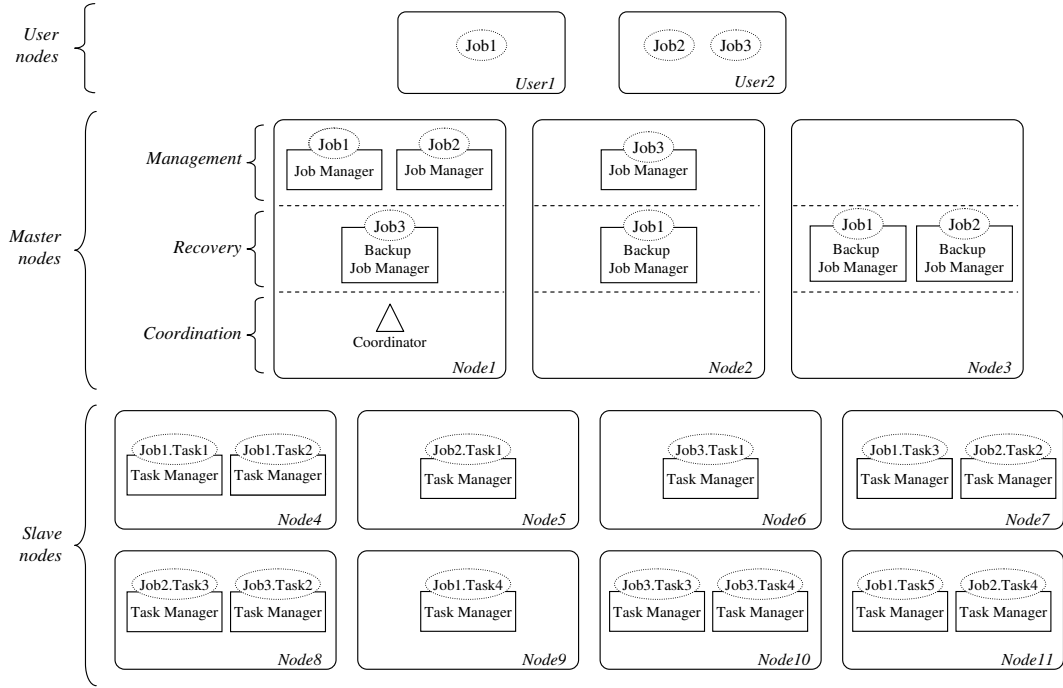 User
nodes
Job1
User1
Job2 Job3
User2
Master
nodes
Management
Recovery
Coordination
Job1 Job2
Job Manager Job Manager
Job3
Backup
Job Manager
Coordinator
Node1
Job3
Job Manager
Job1
Backup
Job Manager
Node2
Job1 Job2
Backup Backup
Job Manager Job Manager
Node3
Slave
nodes
Job1.Task1 Job1.Task2
Task Manager Task Manager
Node4
Job2.Task1
Task Manager
Node5
Job3.Task1
Task Manager
Node6
Job1.Task3 Job2.Task2
Task Manager Task Manager
Node7
Job2.Task3 Job3.Task2
Task Manager Task Manager
Node8
Job1.Task4
Task Manager
Node9
Job3.Task3 Job3.Task4
Task Manager Task Manager
Node10
Job1.Task5 Job2.Task4
Task Manager Task Manager
Node11